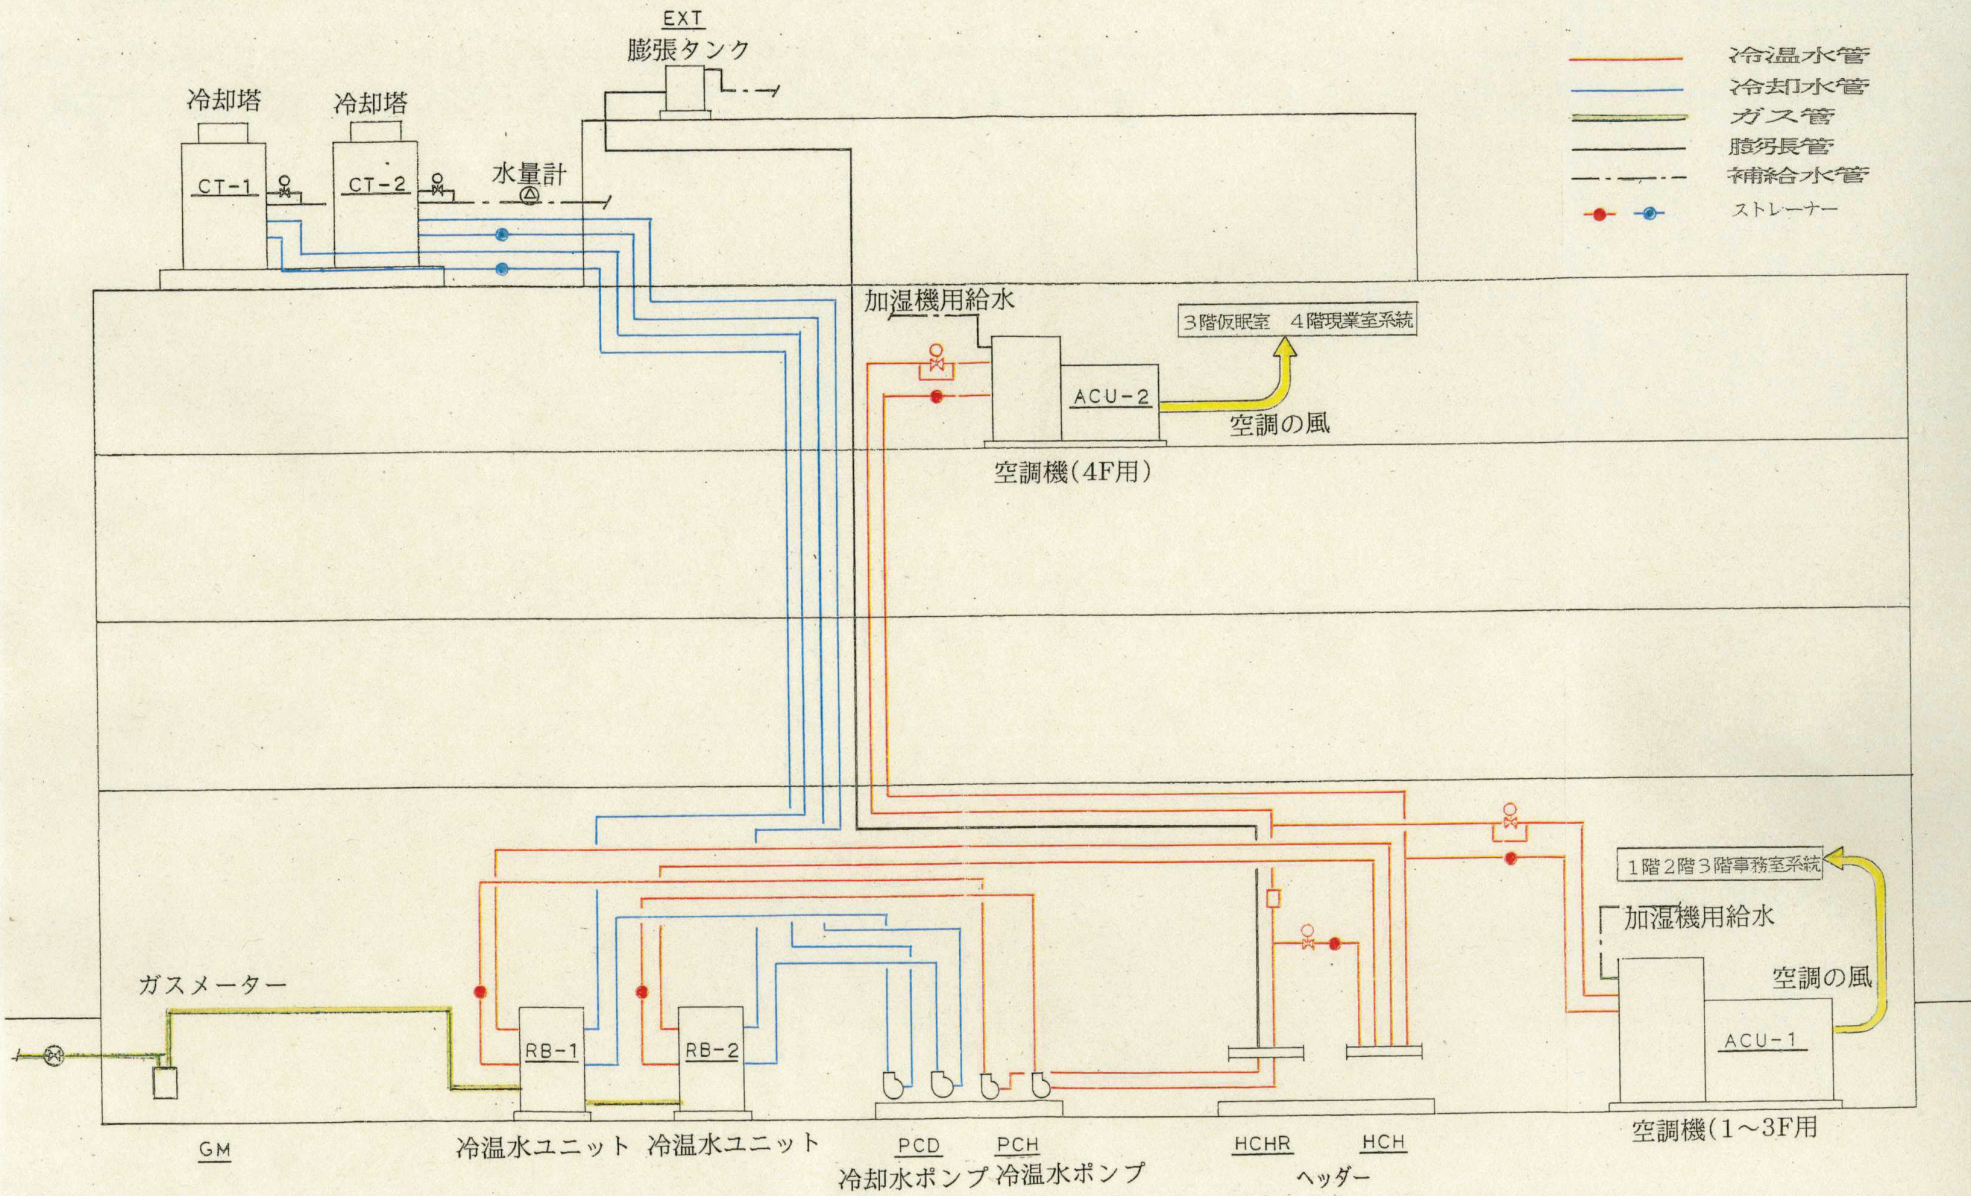 EXT
膨張タンク
冷却塔
冷却塔
CT-1
CT-2
水量計
冷温水管
冷却水管
ガス管
膨張管
補給水管
ストレーナー
加湿機用給水
3階仮眠室 4階現業室系統
ACU-2
空調の風
空調機(4F用)
1階2階3階事務室系統
加湿機用給水
空調の風
ガスメーター
RB-1
RB-2
ACU-1
GM
冷温水ユニット
冷温水ユニット
PCD
冷却水ポンプ
PCH
冷温水ポンプ
HCHR
HCH
ヘッダー
空調機(1〜3F用